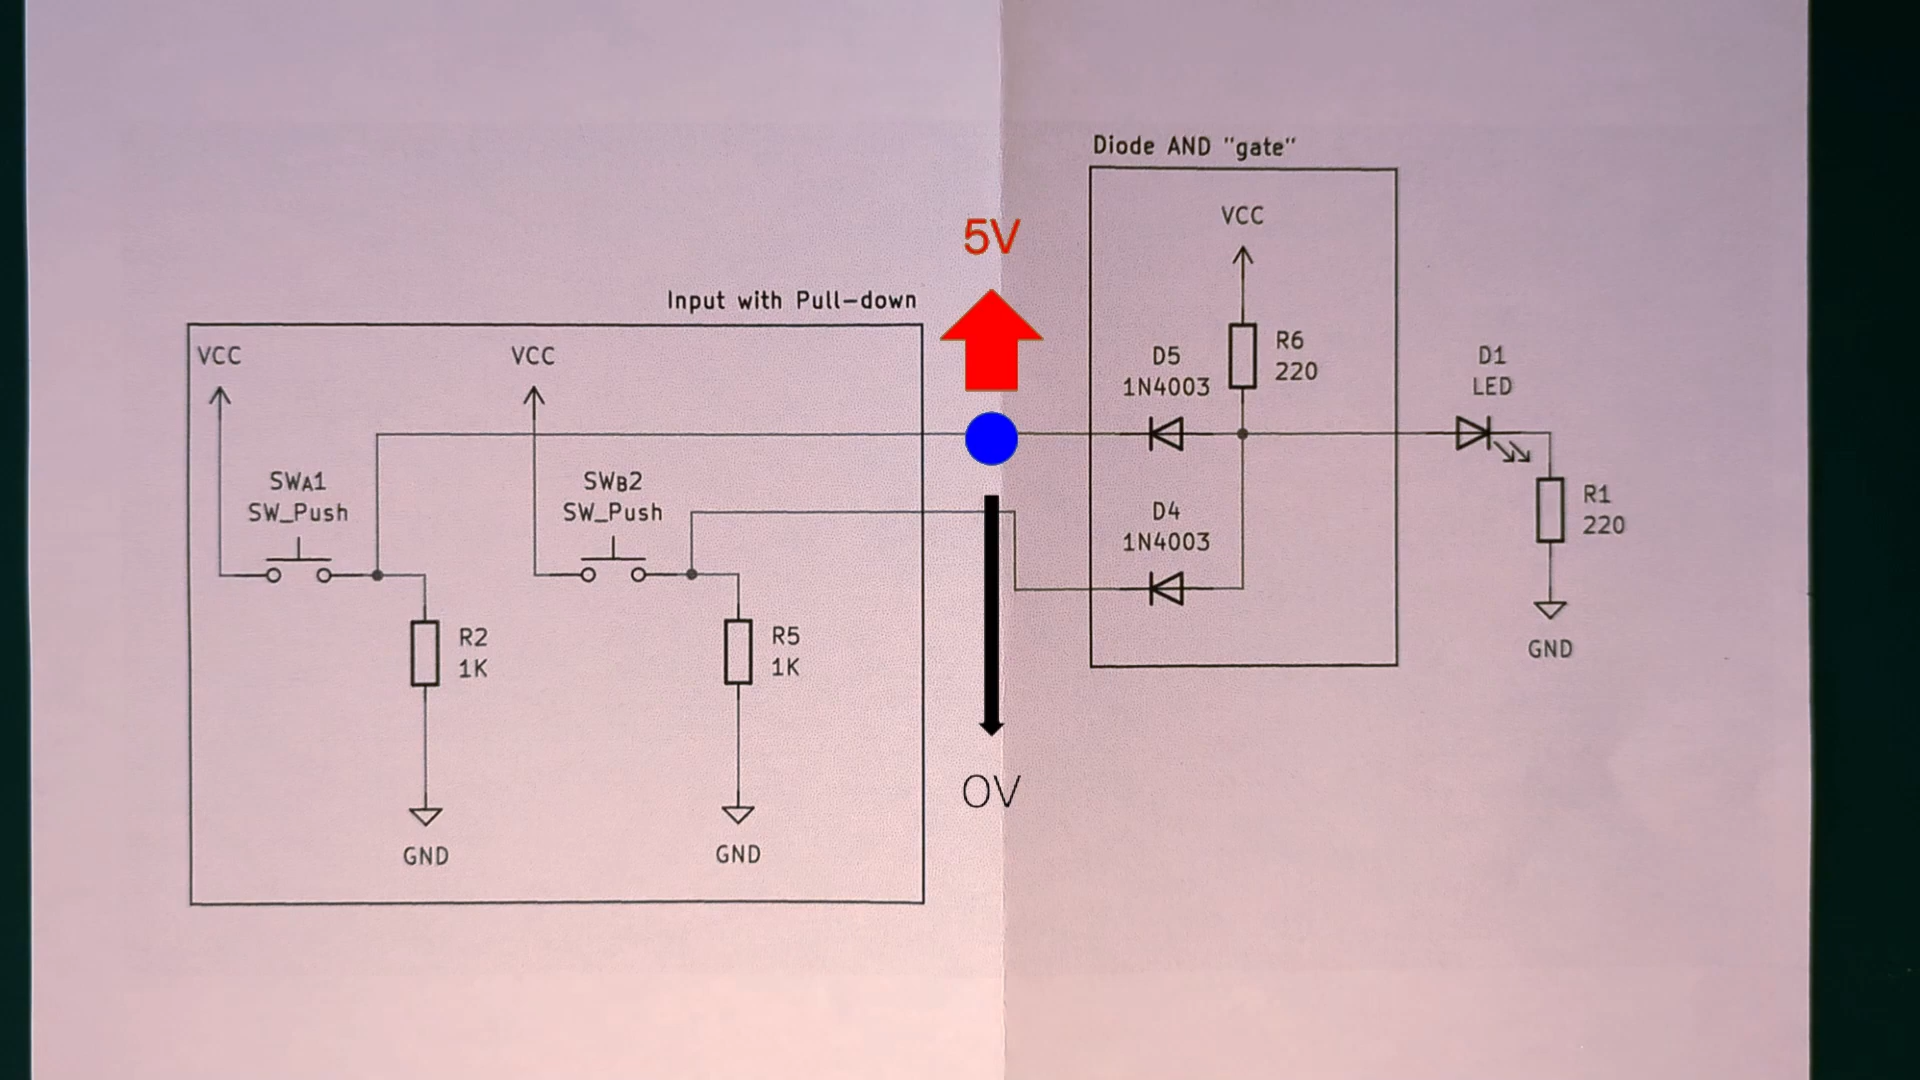 Diode AND "gate"
VCC
5V
Input with Pull-down
VCC
VCC
D5
1N4003
R6
220
D1
LED
SWA1
SW_Push
SWB2
SW_Push
D4
1N4003
R1
220
R2
1K
R5
1K
GND
0V
GND
GND